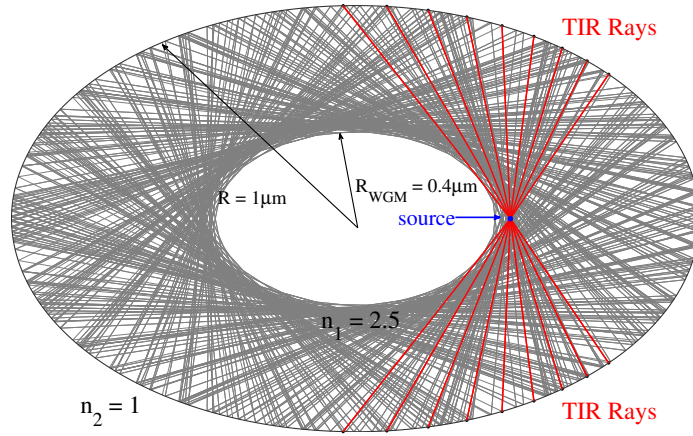 TIR Rays
R = 1μm
R_WGM = 0.4μm
source
n_1 = 2.5
n_2 = 1
TIR Rays